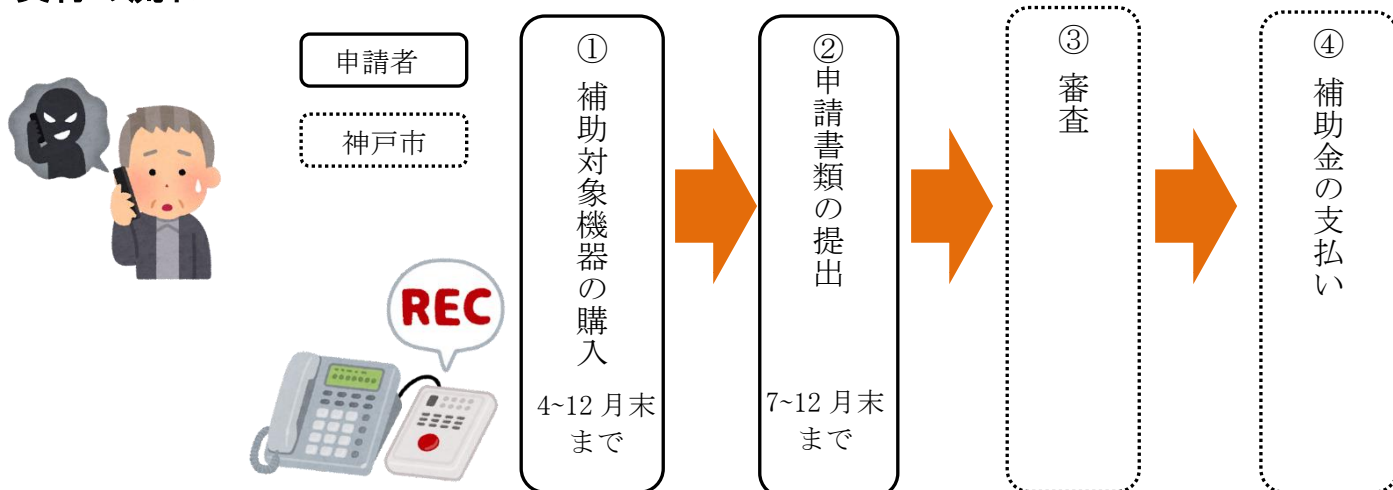 申請者
神戸市
REC
①
補助対象機器の購入
4~12月末
まで
②
申請書類の提出
7~12月末
まで
③
審査
④
補助金の支払い